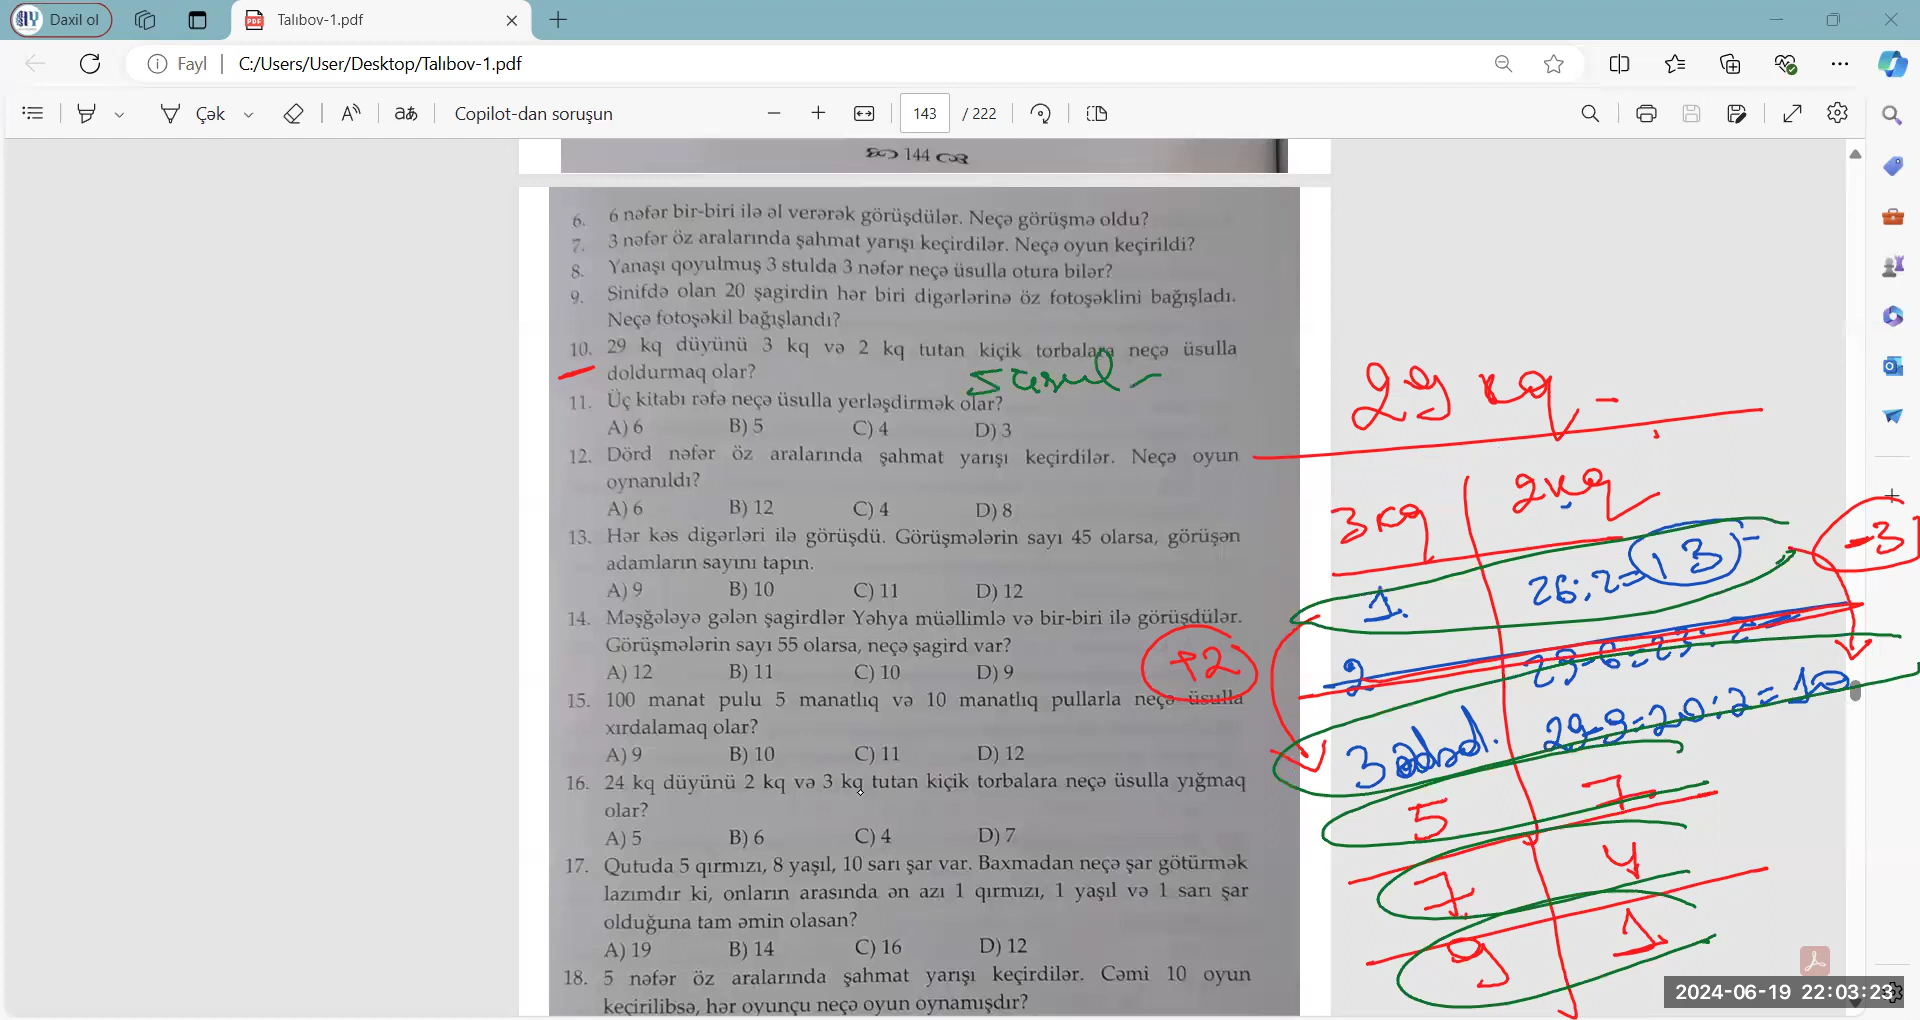 Daxil ol
Talıbov-1.pdf
Fayl
C:/Users/User/Desktop/Talıbov-1.pdf
Çək
Copilot-dan soruşun
143 / 222
144
6. 6 nəfər bir-biri ilə əl verərək görüşdülər. Neçə görüşmə oldu?
7. 3 nəfər öz aralarında şahmat yarışı keçirdilər. Neçə oyun keçirildi?
8. Yanaşı qoyulmuş 3 stulda 3 nəfər neçə üsulla otura bilər?
9. Sinifdə olan 20 şagirdin hər biri digərlərinə öz fotoşəklini bağışladı.
Neçə fotoşəkil bağışlandı?
10. 29 kq düyünü 3 kq və 2 kq tutan kiçik torbalara neçə üsulla
doldurmaq olar?
5 üsul
11. Üç kitabı rəfə neçə üsulla yerləşdirmək olar?
A) 6 B) 5 C) 4 D) 3
12. Dörd nəfər öz aralarında şahmat yarışı keçirdilər. Neçə oyun
oynanıldı?
A) 6 B) 12 C) 4 D) 8
13. Hər kəs digərləri ilə görüşdü. Görüşmələrin sayı 45 olarsa, görüşən
adamların sayını tapın.
A) 9 B) 10 C) 11 D) 12
14. Məşğələyə gələn şagirdlər Yəhya müəllimlə və bir-biri ilə görüşdülər.
Görüşmələrin sayı 55 olarsa, neçə şagird var?
A) 12 B) 11 C) 10 D) 9
15. 100 manat pulu 5 manatlıq və 10 manatlıq pullarla neçə üsulla
xırdalamaq olar?
A) 9 B) 10 C) 11 D) 12
16. 24 kq düyünü 2 kq və 3 kq tutan kiçik torbalara neçə üsulla yığmaq
olar?
A) 5 B) 6 C) 4 D) 7
17. Qutuda 5 qırmızı, 8 yaşıl, 10 sarı şar var. Baxmadan neçə şar götürmək
lazımdır ki, onların arasında ən azı 1 qırmızı, 1 yaşıl və 1 sarı şar
olduğuna tam əmin olasan?
A) 19 B) 14 C) 16 D) 12
18. 5 nəfər öz aralarında şahmat yarışı keçirdilər. Cəmi 10 oyun
keçirilibsə, hər oyunçu neçə oyun oynamışdır?
29 kq
3 kq 2 kq
1. 26:2=13
-3
+2
2 29-6=23:2
3 ədəd. 29-9=20:2=10
5 7
7 4
9 1
2024-06-19 22:03:23